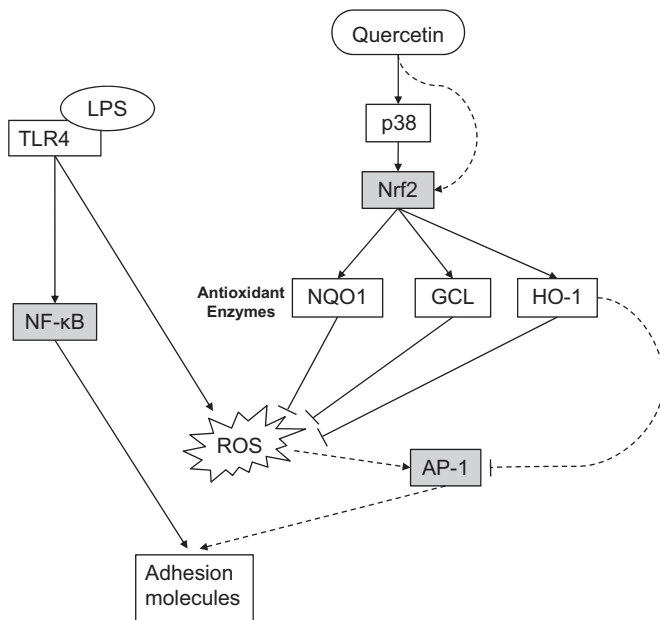 Quercetin
LPS
TLR4
p38
Nrf2
Antioxidant
Enzymes
NQO1
GCL
HO-1
NF-κB
ROS
AP-1
Adhesion
molecules